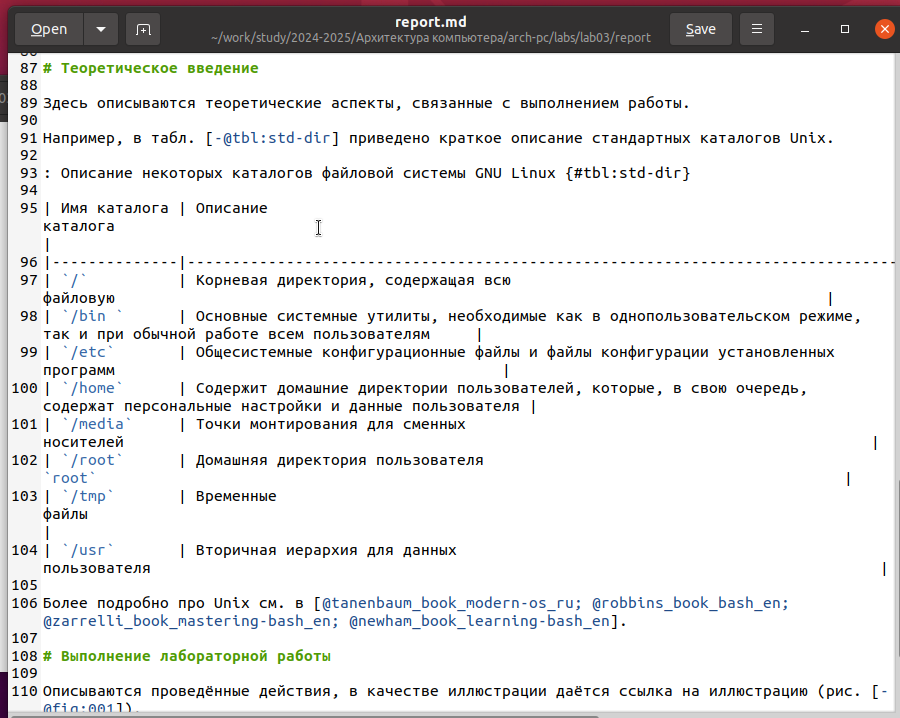 Open
report.md
~/work/study/2024-2025/Архитектура компьютера/arch-pc/labs/lab03/report
Save
87 # Теоретическое введение
88
89 Здесь описываются теоретические аспекты, связанные с выполнением работы.
90
91 Например, в табл. [-@tbl:std-dir] приведено краткое описание стандартных каталогов Unix.
92
93 : Описание некоторых каталогов файловой системы GNU Linux {#tbl:std-dir}
94
95 | Имя каталога | Описание
каталога
|
96 |--------------|-------------------------------------------------------------------------------
97 | `/` | Корневая директория, содержащая всю
файловую |
98 | `/bin ` | Основные системные утилиты, необходимые как в однопользовательском режиме,
так и при обычной работе всем пользователям |
99 | `/etc` | Общесистемные конфигурационные файлы и файлы конфигурации установленных
программ |
100 | `/home` | Содержит домашние директории пользователей, которые, в свою очередь,
содержат персональные настройки и данные пользователя |
101 | `/media` | Точки монтирования для сменных
носителей |
102 | `/root` | Домашняя директория пользователя
`root` |
103 | `/tmp` | Временные
файлы
|
104 | `/usr` | Вторичная иерархия для данных
пользователя |
105
106 Более подробно про Unix см. в [@tanenbaum_book_modern-os_ru; @robbins_book_bash_en;
@zarrelli_book_mastering-bash_en; @newham_book_learning-bash_en].
107
108 # Выполнение лабораторной работы
109
110 Описываются проведённые действия, в качестве иллюстрации даётся ссылка на иллюстрацию (рис. [-
@fig:001]).